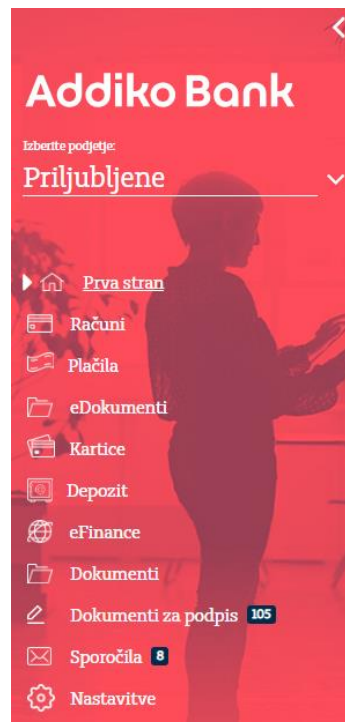 Addiko Bank
Izberite podjetje:
Priljubljene
Prva stran
Računi
Plačila
eDokumenti
Kartice
Depozit
eFinance
Dokumenti
Dokumenti za podpis 105
Sporočila 8
Nastavitve